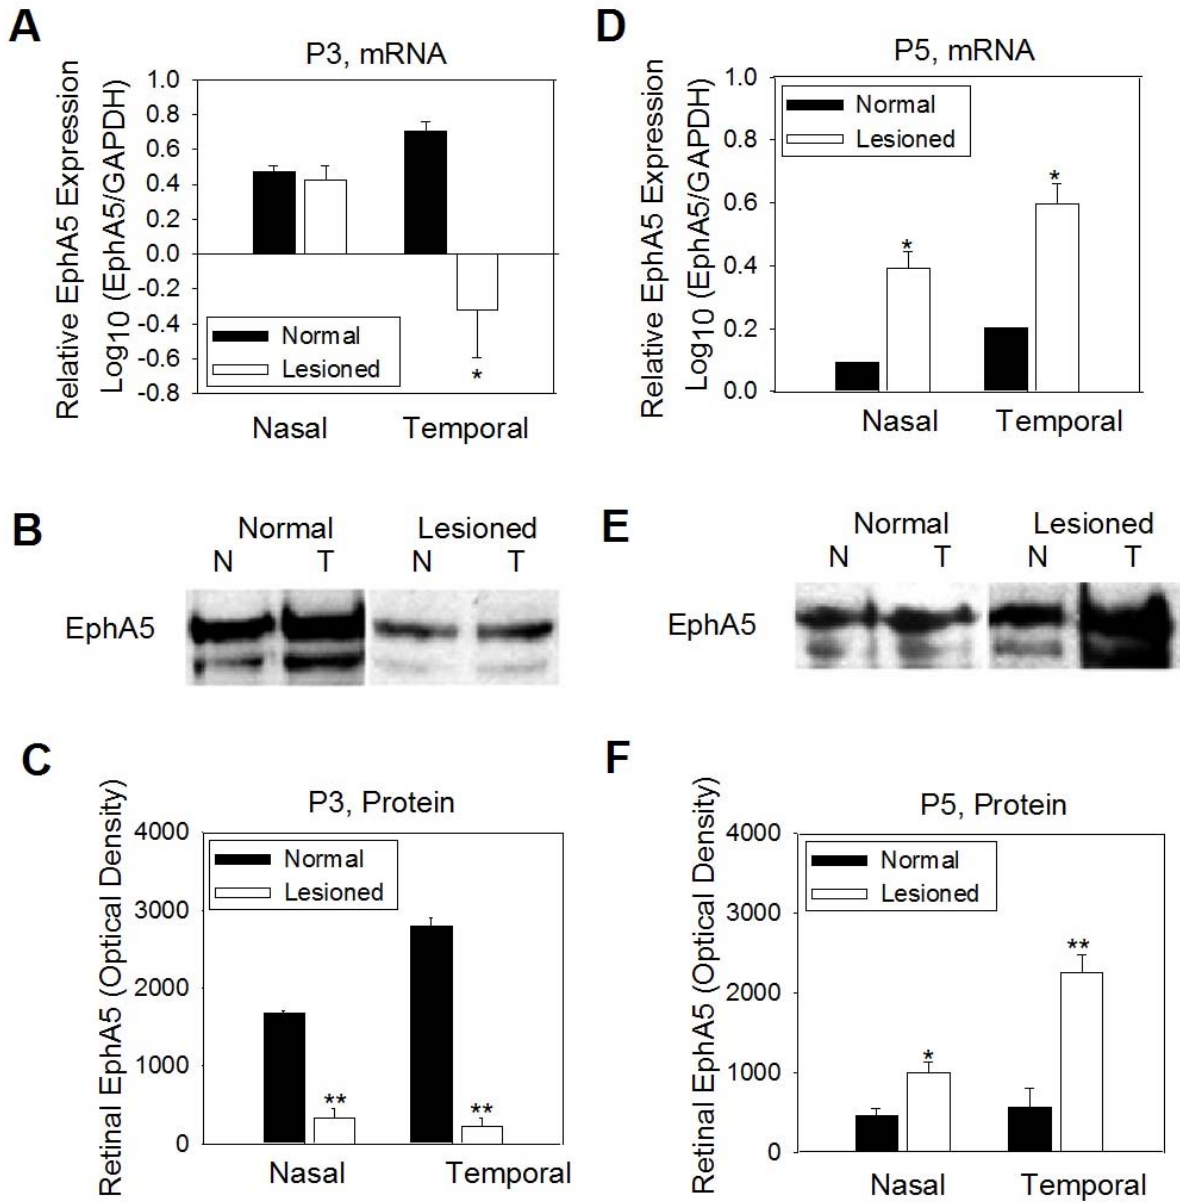 A
P3, mRNA
Relative EphA5 Expression
Log10 (EphA5/GAPDH)
1.0
0.8
0.6
0.4
0.2
0.0
-0.2
-0.4
-0.6
-0.8
Normal
Lesioned
*
Nasal Temporal
B
Normal Lesioned
N T N T
EphA5
C
P3, Protein
Retinal EphA5 (Optical Density)
4000
3000
2000
1000
0
Normal
Lesioned
**
**
Nasal Temporal
D
P5, mRNA
Relative EphA5 Expression
Log10 (EphA5/GAPDH)
1.0
0.8
0.6
0.4
0.2
0.0
Normal
Lesioned
*
*
Nasal Temporal
E
Normal Lesioned
N T N T
EphA5
F
P5, Protein
Retinal EphA5 (Optical Density)
4000
3000
2000
1000
0
Normal
Lesioned
*
**
Nasal Temporal